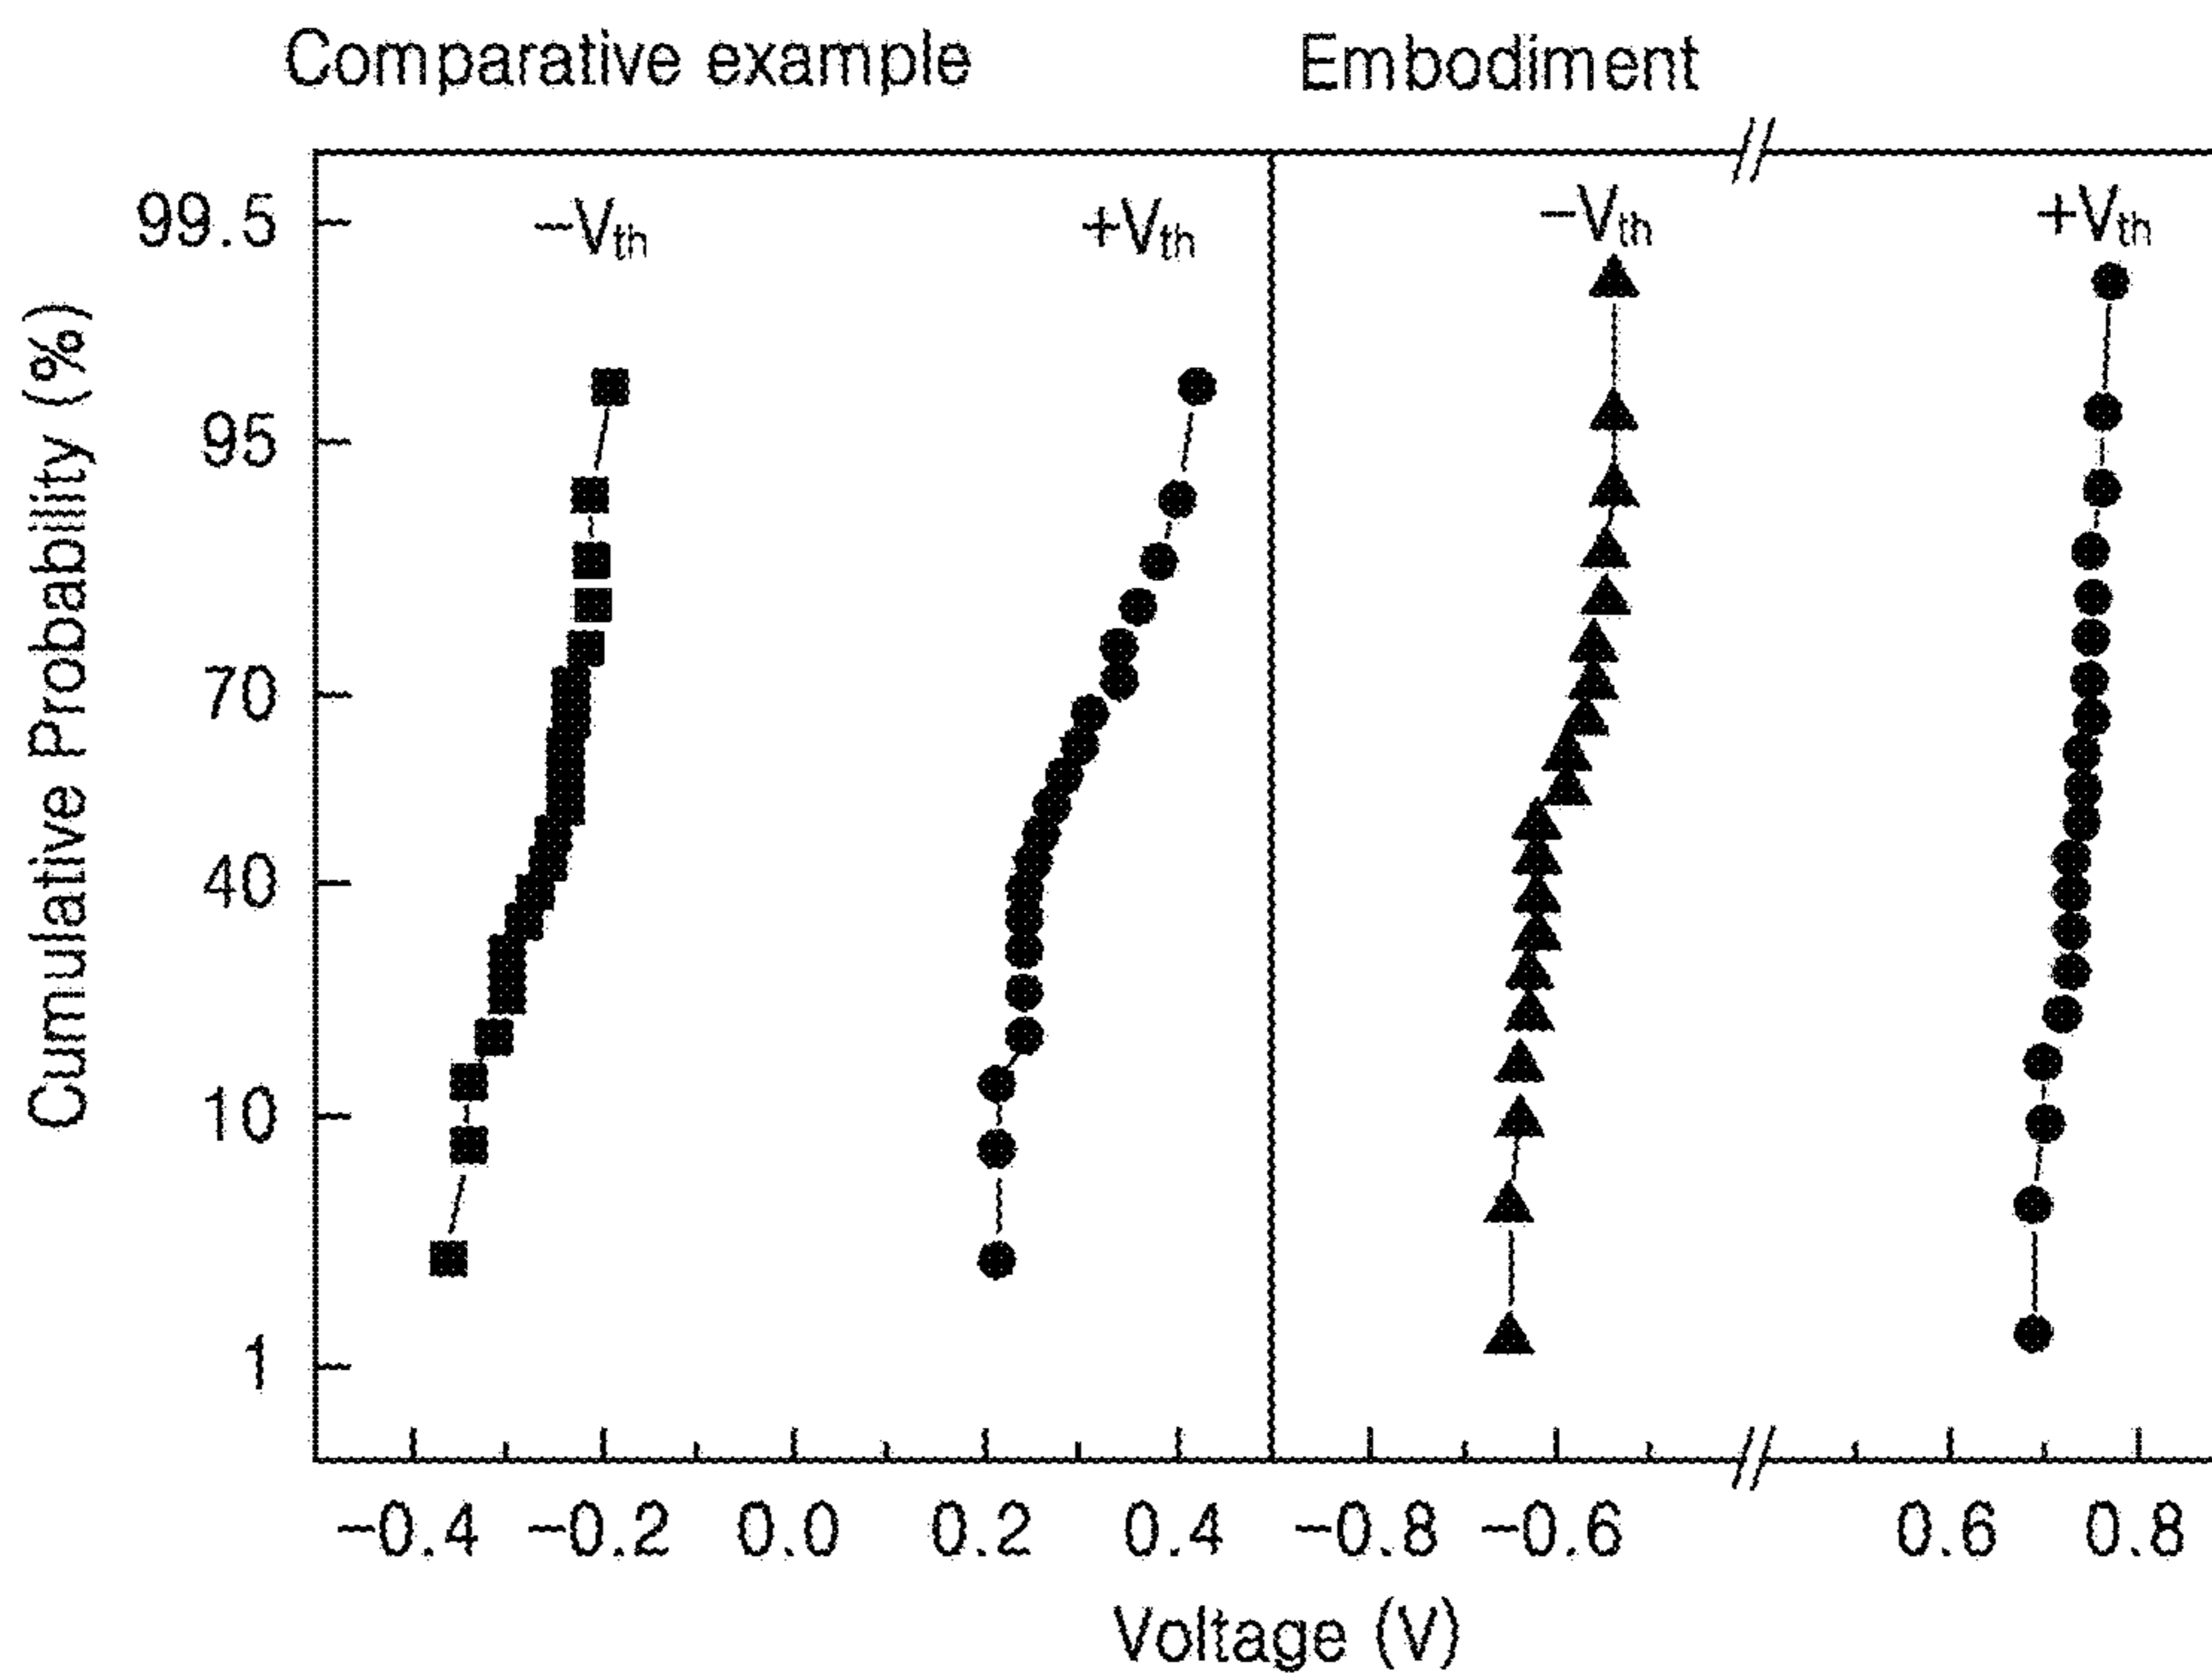 Comparative example Embodiment
−Vth +Vth −Vth +Vth
99.5
95
70
40
10
1
Cumulative Probability (%)
−0.4 −0.2 0.0 0.2 0.4 −0.8 −0.6 0.6 0.8
Voltage (V)